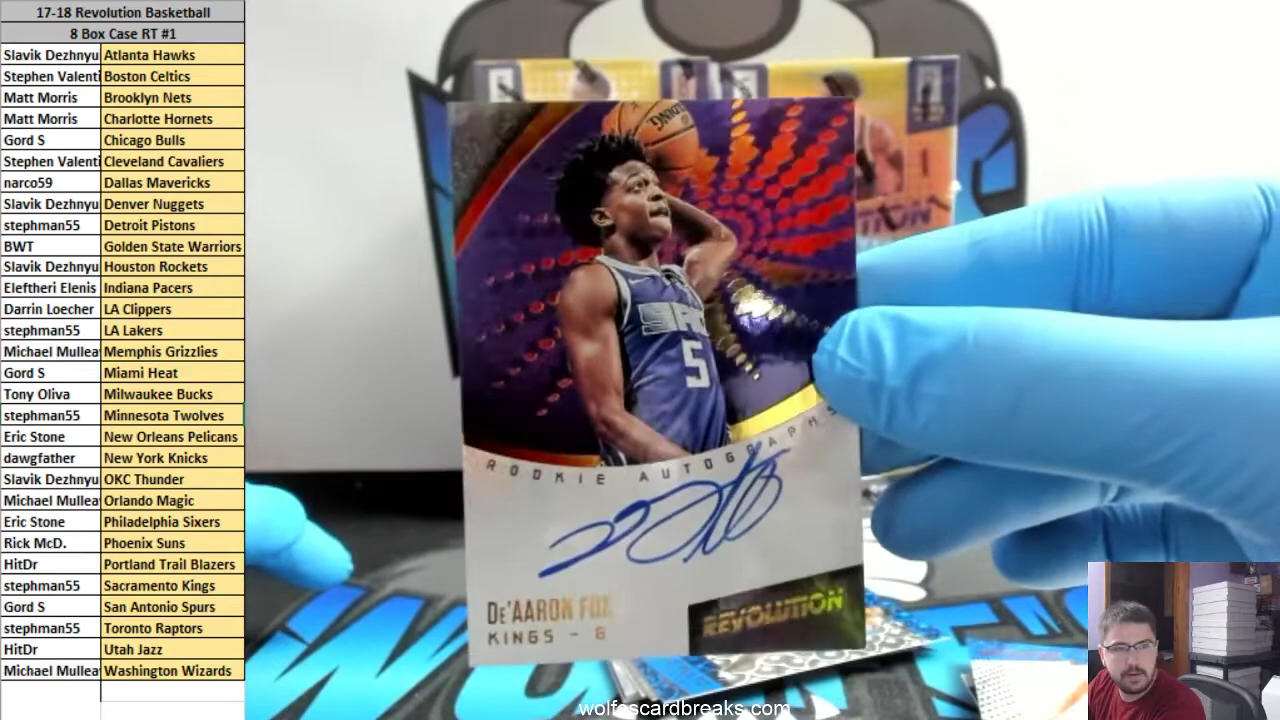 17-18 Revolution Basketball
8 Box Case RT #1
Slavik Dezhnyu Atlanta Hawks
Stephen Valenti Boston Celtics
Matt Morris Brooklyn Nets
Matt Morris Charlotte Hornets
Gord S Chicago Bulls
Stephen Valenti Cleveland Cavaliers
narco59 Dallas Mavericks
Slavik Dezhnyu Denver Nuggets
stephman55 Detroit Pistons
BWT Golden State Warriors
Slavik Dezhnyu Houston Rockets
Eleftheri Elenis Indiana Pacers
Darrin Loecher LA Clippers
stephman55 LA Lakers
Michael Mullea Memphis Grizzlies
Gord S Miami Heat
Tony Oliva Milwaukee Bucks
stephman55 Minnesota Twolves
Eric Stone New Orleans Pelicans
dawgfather New York Knicks
Slavik Dezhnyu OKC Thunder
Michael Mullea Orlando Magic
Eric Stone Philadelphia Sixers
Rick McD. Phoenix Suns
HitDr Portland Trail Blazers
stephman55 Sacramento Kings
Gord S San Antonio Spurs
stephman55 Toronto Raptors
HitDr Utah Jazz
Michael Mullea Washington Wizards
5
ROOKIE AUTOGRAPHS
DE'AARON FOX
KINGS - G
REVOLUTION
wolfescardbreaks.com